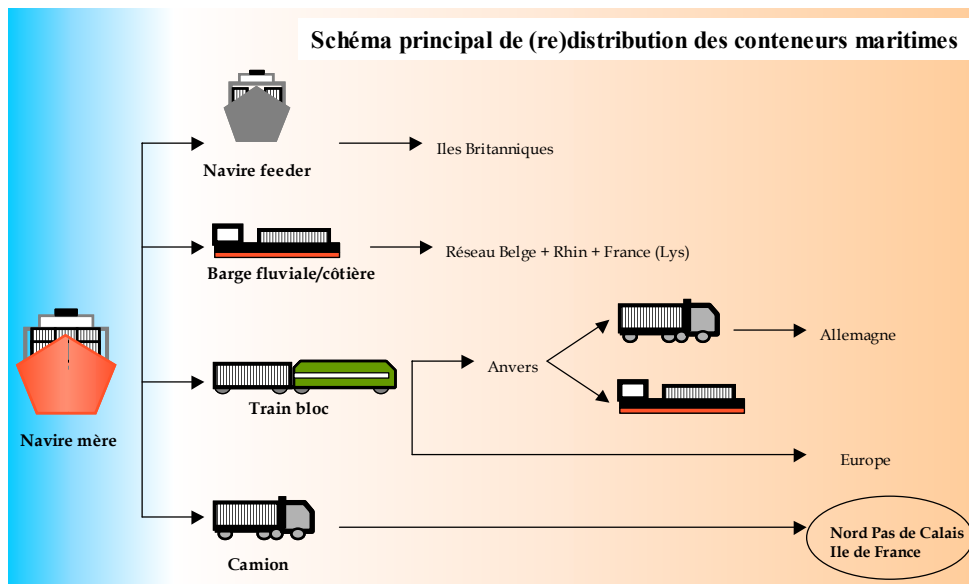 Schéma principal de (re)distribution des conteneurs maritimes
Navire feeder
Iles Britanniques
Barge fluviale/côtière
Réseau Belge + Rhin + France (Lys)
Navire mère
Train bloc
Anvers
Allemagne
Europe
Camion
Nord Pas de Calais
Ile de France